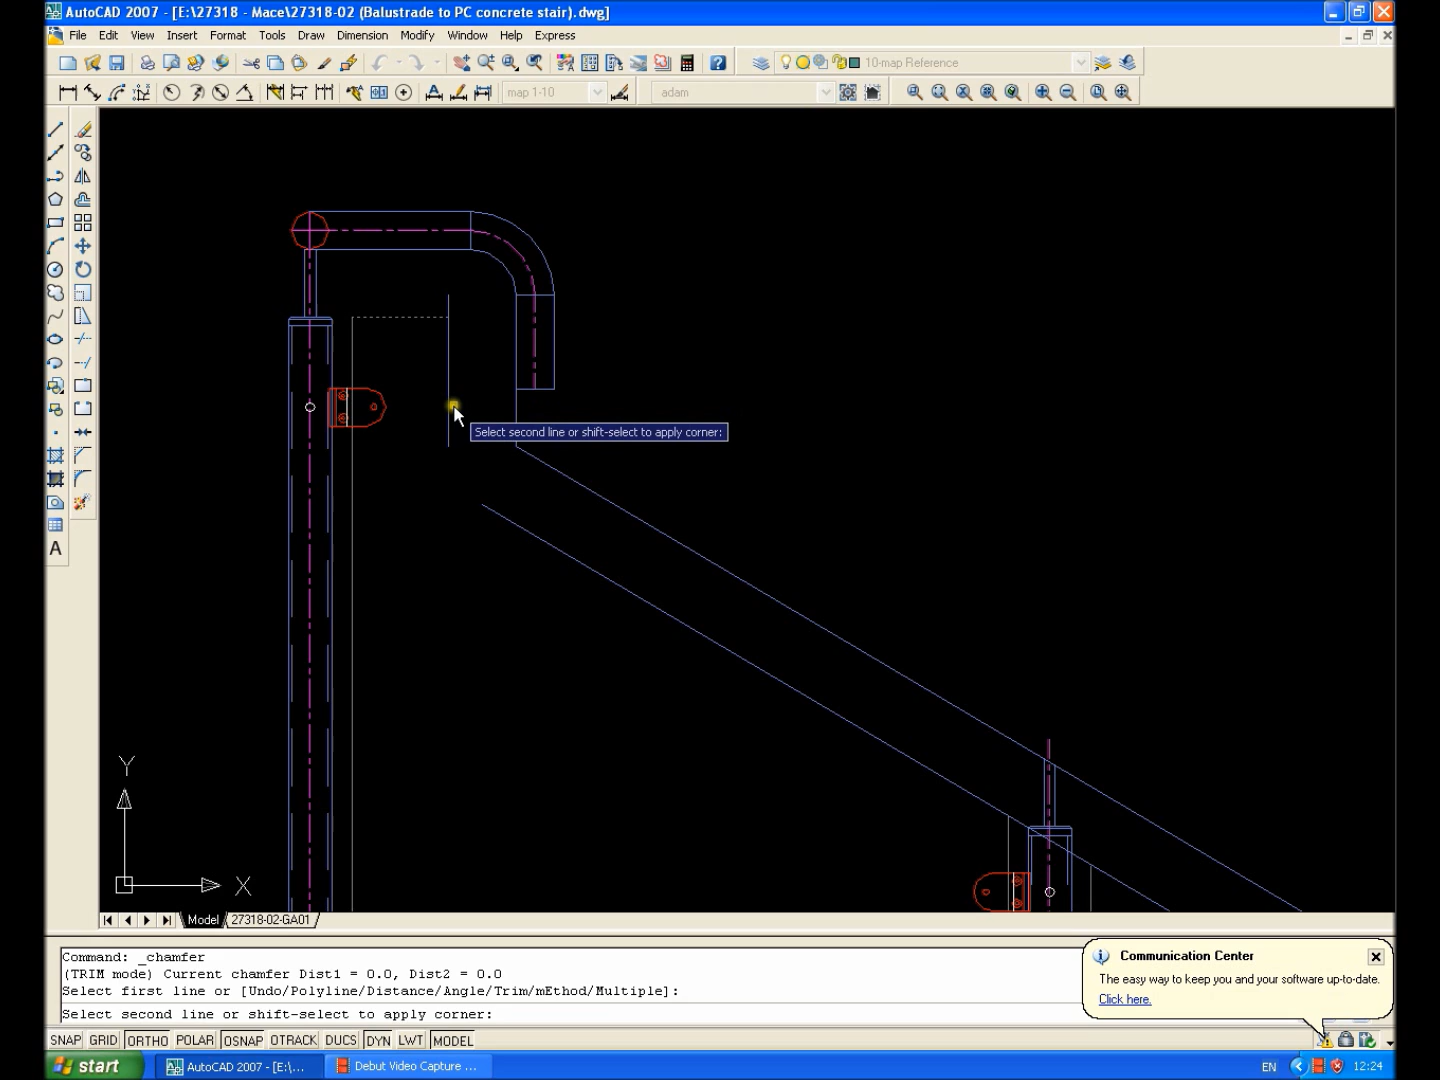 AutoCAD 2007 - [E:\27318 - Mace\27318-02 (Balustrade to PC concrete stair).dwg]
File Edit View Insert Format Tools Draw Dimension Modify Window Help Express
10-map Reference
map 1-10
adam
Select second line or shift-select to apply corner:
Y
X
Model 27318-02-GA01
Command: _chamfer
(TRIM mode) Current chamfer Dist1 = 0.0, Dist2 = 0.0
Select first line or [Undo/Polyline/Distance/Angle/Trim/mEthod/Multiple]:
Select second line or shift-select to apply corner:
Communication Center
The easy way to keep you and your software up-to-date.
Click here.
SNAP GRID ORTHO POLAR OSNAP OTRACK DUCS DYN LWT MODEL
start AutoCAD 2007 - [E:\... Debut Video Capture ... EN 12:24